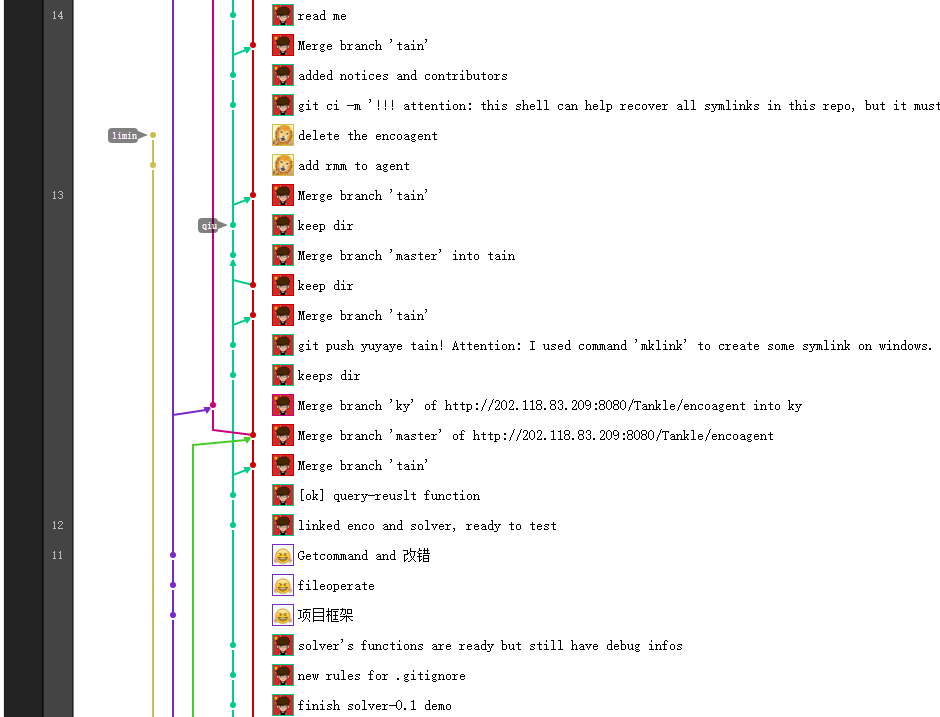 14 read me
Merge branch 'tain'
added notices and contributors
git ci -m '!!! attention: this shell can help recover all symlinks in this repo, but it must
limin delete the encoagent
add rmm to agent
13 Merge branch 'tain'
qiu keep dir
Merge branch 'master' into tain
keep dir
Merge branch 'tain'
git push yuyaye tain! Attention: I used command 'mklink' to create some symlink on windows.
keeps dir
Merge branch 'ky' of http://202.118.83.209:8080/Tankle/encoagent into ky
Merge branch 'master' of http://202.118.83.209:8080/Tankle/encoagent
Merge branch 'tain'
[ok] query-reuslt function
12 linked enco and solver, ready to test
11 Getcommand and 改错
fileoperate
项目框架
solver's functions are ready but still have debug infos
new rules for .gitignore
finish solver-0.1 demo